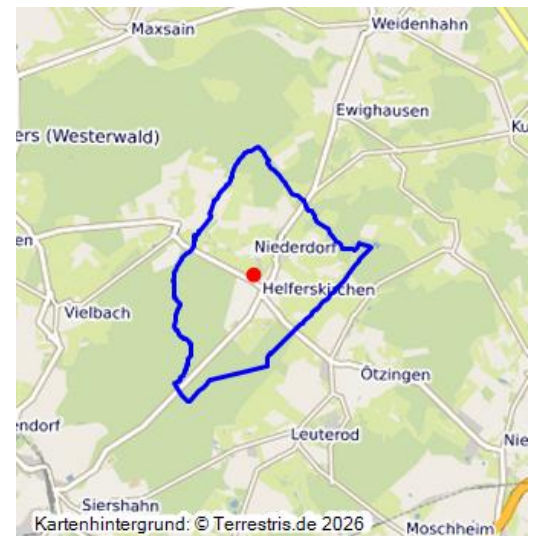 Maxsain
Weidenhahn
Ewighausen
Ku
ers (Westerwald)
en
Niederdorf
Helferskirchen
Vielbach
Ötzingen
endorf
Leuterod
Nie
Siershahn
Moschheim
Kartenhintergrund: © Terrestris.de 2026